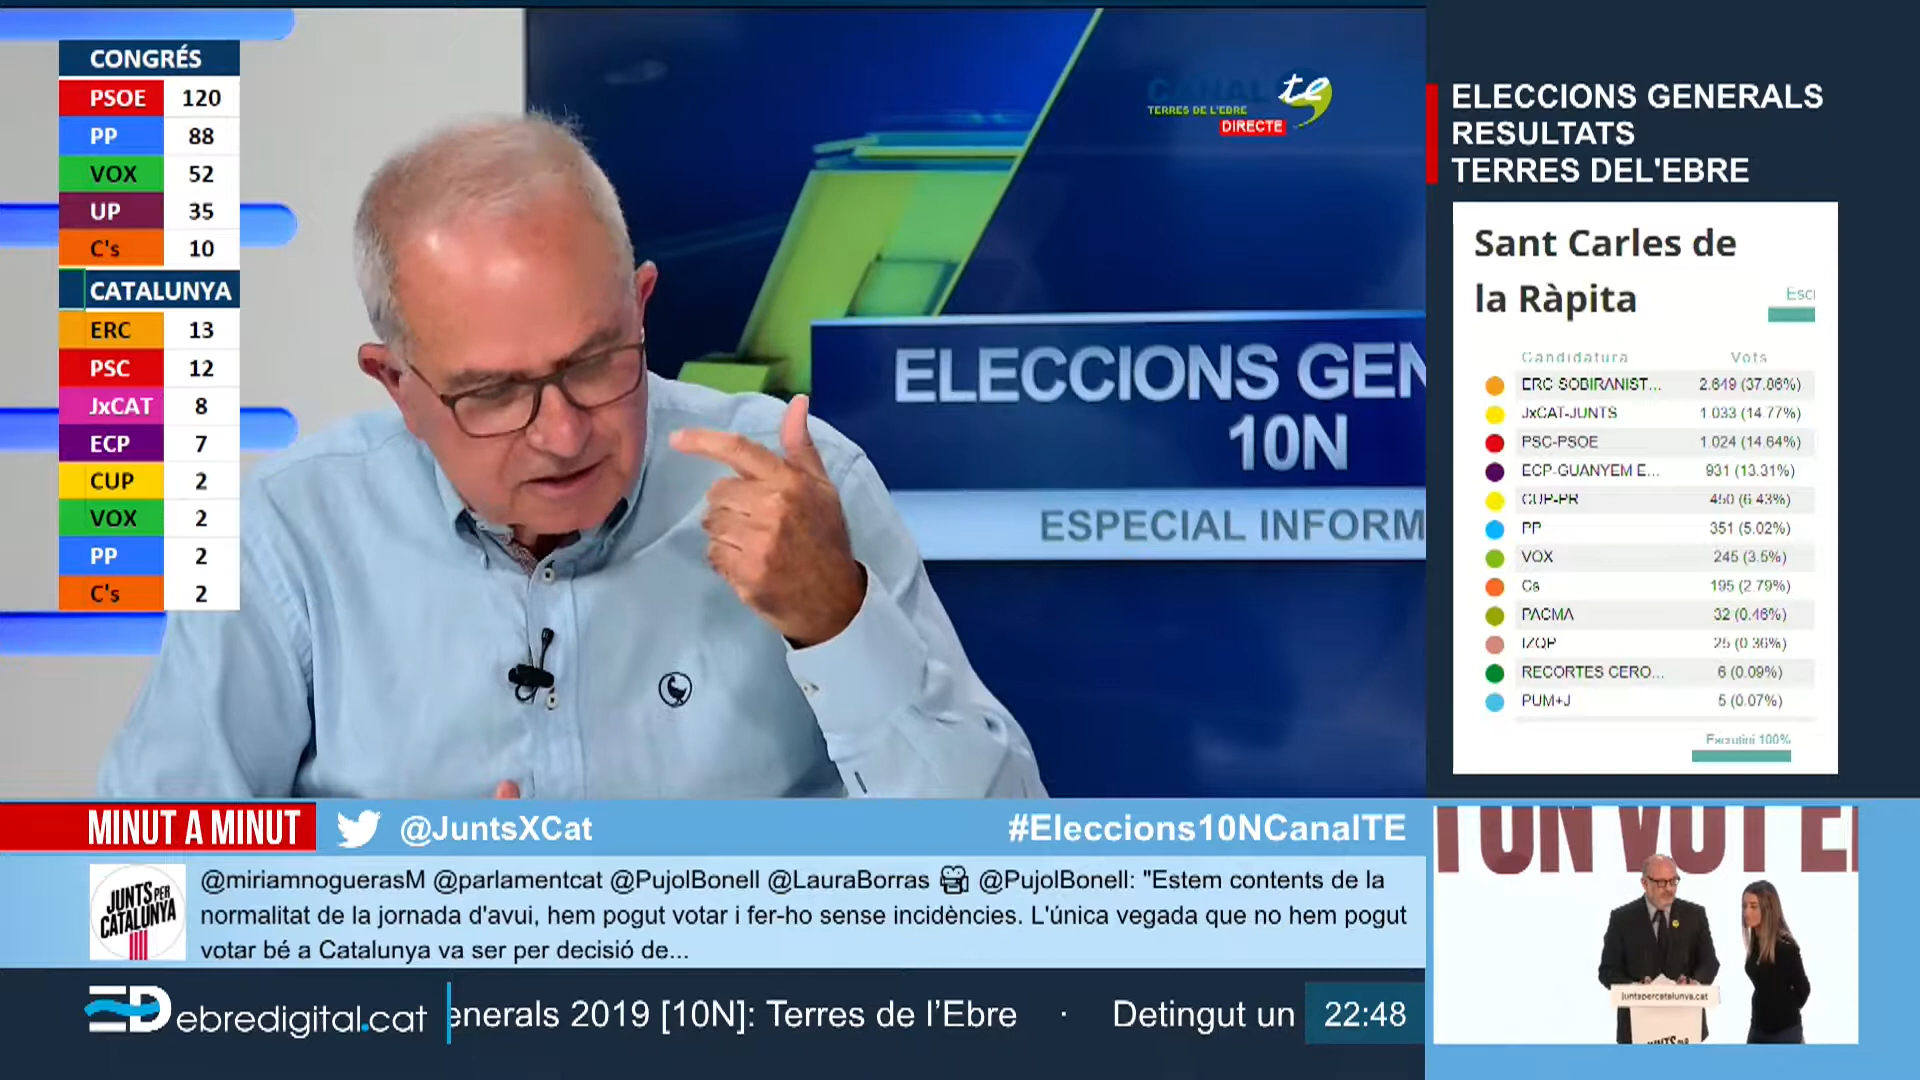 CONGRÉS
PSOE 120
PP 88
VOX 52
UP 35
C's 10
CATALUNYA
ERC 13
PSC 12
JxCAT 8
ECP 7
CUP 2
VOX 2
PP 2
C's 2
CANAL te
TERRES DE L'EBRE
DIRECTE
ELECCIONS GEN
10N
ESPECIAL INFORM
ELECCIONS GENERALS
RESULTATS
TERRES DEL'EBRE
Sant Carles de
la Ràpita
Escr
Candidatura Vots
ERC-SOBIRANIST... 2.649 (37.86%)
JxCAT-JUNTS 1.033 (14.77%)
PSC-PSOE 1.024 (14.64%)
ECP-GUANYEM E... 931 (13.31%)
CUP-PR 450 (6.43%)
PP 351 (5.02%)
VOX 245 (3.5%)
Cs 195 (2.79%)
PACMA 32 (0.46%)
IZQP 25 (0.36%)
RECORTES CERO... 6 (0.09%)
PUM+J 5 (0.07%)
Escrutini 100%
MINUT A MINUT
@JuntsXCat
#Eleccions10NCanalTE
JUNTS PER
CATALUNYA
@miriamnoguerasM @parlamentcat @PujolBonell @LauraBorras 🎥 @PujolBonell: "Estem contents de la
normalitat de la jornada d'avui, hem pogut votar i fer-ho sense incidències. L'única vegada que no hem pogut
votar bé a Catalunya va ser per decisió de...
TON VOT E
juntspercatalunya.cat
JUNTS PER
ebredigital.cat
enerals 2019 [10N]: Terres de l'Ebre · Detingut un
22:48